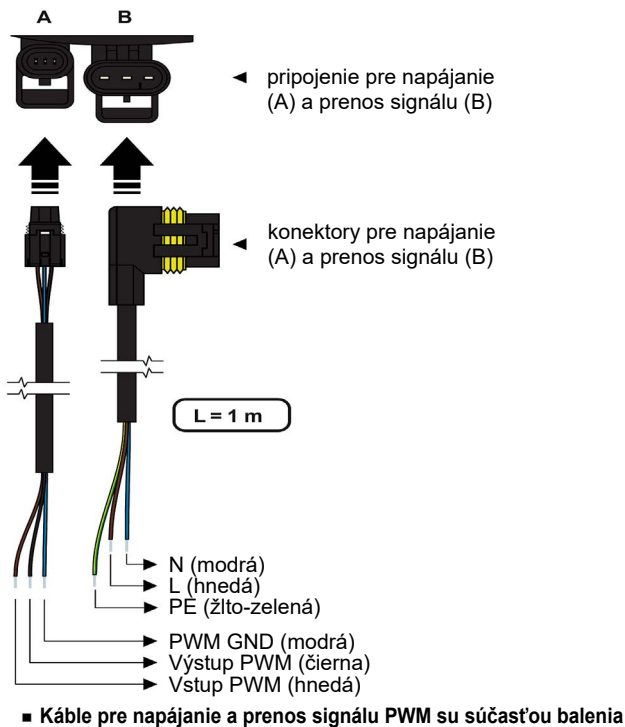 A B
pripojenie pre napájanie
(A) a prenos signálu (B)
konektory pre napájanie
(A) a prenos signálu (B)
L = 1 m
N (modrá)
L (hnedá)
PE (žlto-zelená)
PWM GND (modrá)
Výstup PWM (čierna)
Vstup PWM (hnedá)
▪ Káble pre napájanie a prenos signálu PWM su súčasťou balenia